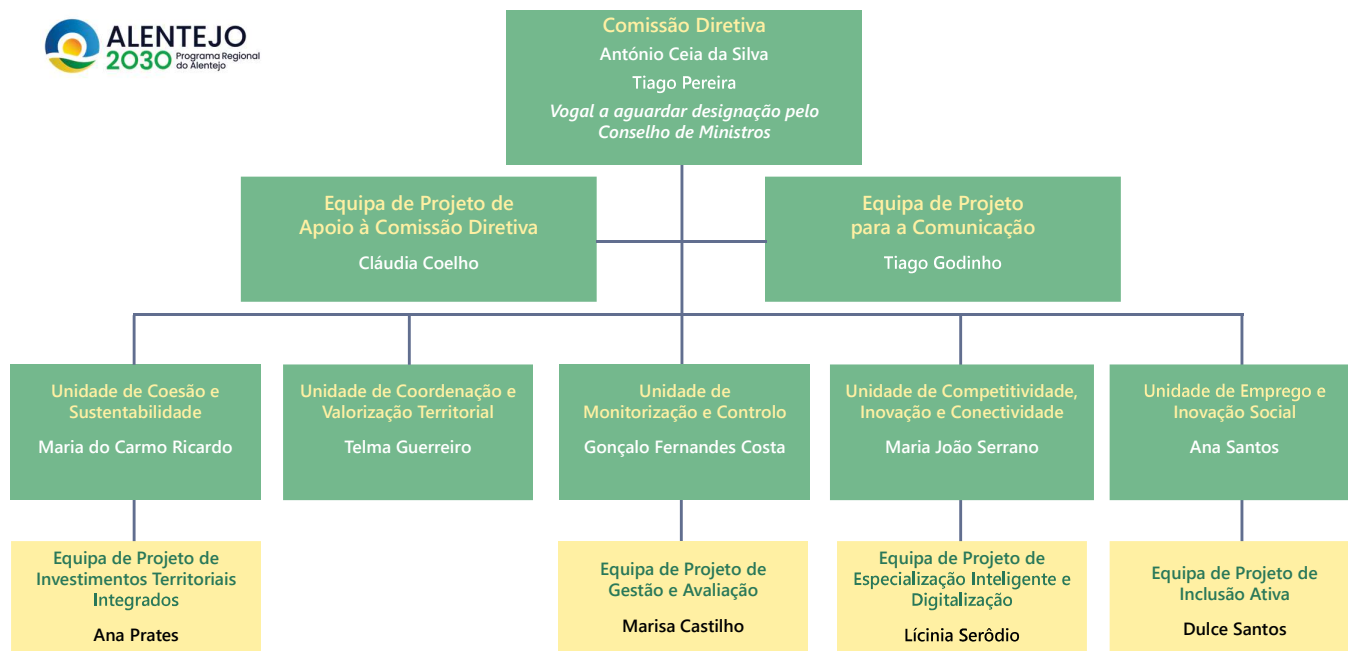 ALENTEJO
2030 Programa Regional
do Alentejo
Comissão Diretiva
António Ceia da Silva
Tiago Pereira
Vogal a aguardar designação pelo
Conselho de Ministros
Equipa de Projeto de
Apoio à Comissão Diretiva
Cláudia Coelho
Equipa de Projeto
para a Comunicação
Tiago Godinho
Unidade de Coesão e
Sustentabilidade
Maria do Carmo Ricardo
Unidade de Coordenação e
Valorização Territorial
Telma Guerreiro
Unidade de
Monitorização e Controlo
Gonçalo Fernandes Costa
Unidade de Competitividade,
Inovação e Conectividade
Maria João Serrano
Unidade de Emprego e
Inovação Social
Ana Santos
Equipa de Projeto de
Investimentos Territoriais
Integrados
Ana Prates
Equipa de Projeto de
Gestão e Avaliação
Marisa Castilho
Equipa de Projeto de
Especialização Inteligente e
Digitalização
Lícinia Serôdio
Equipa de Projeto de
Inclusão Ativa
Dulce Santos